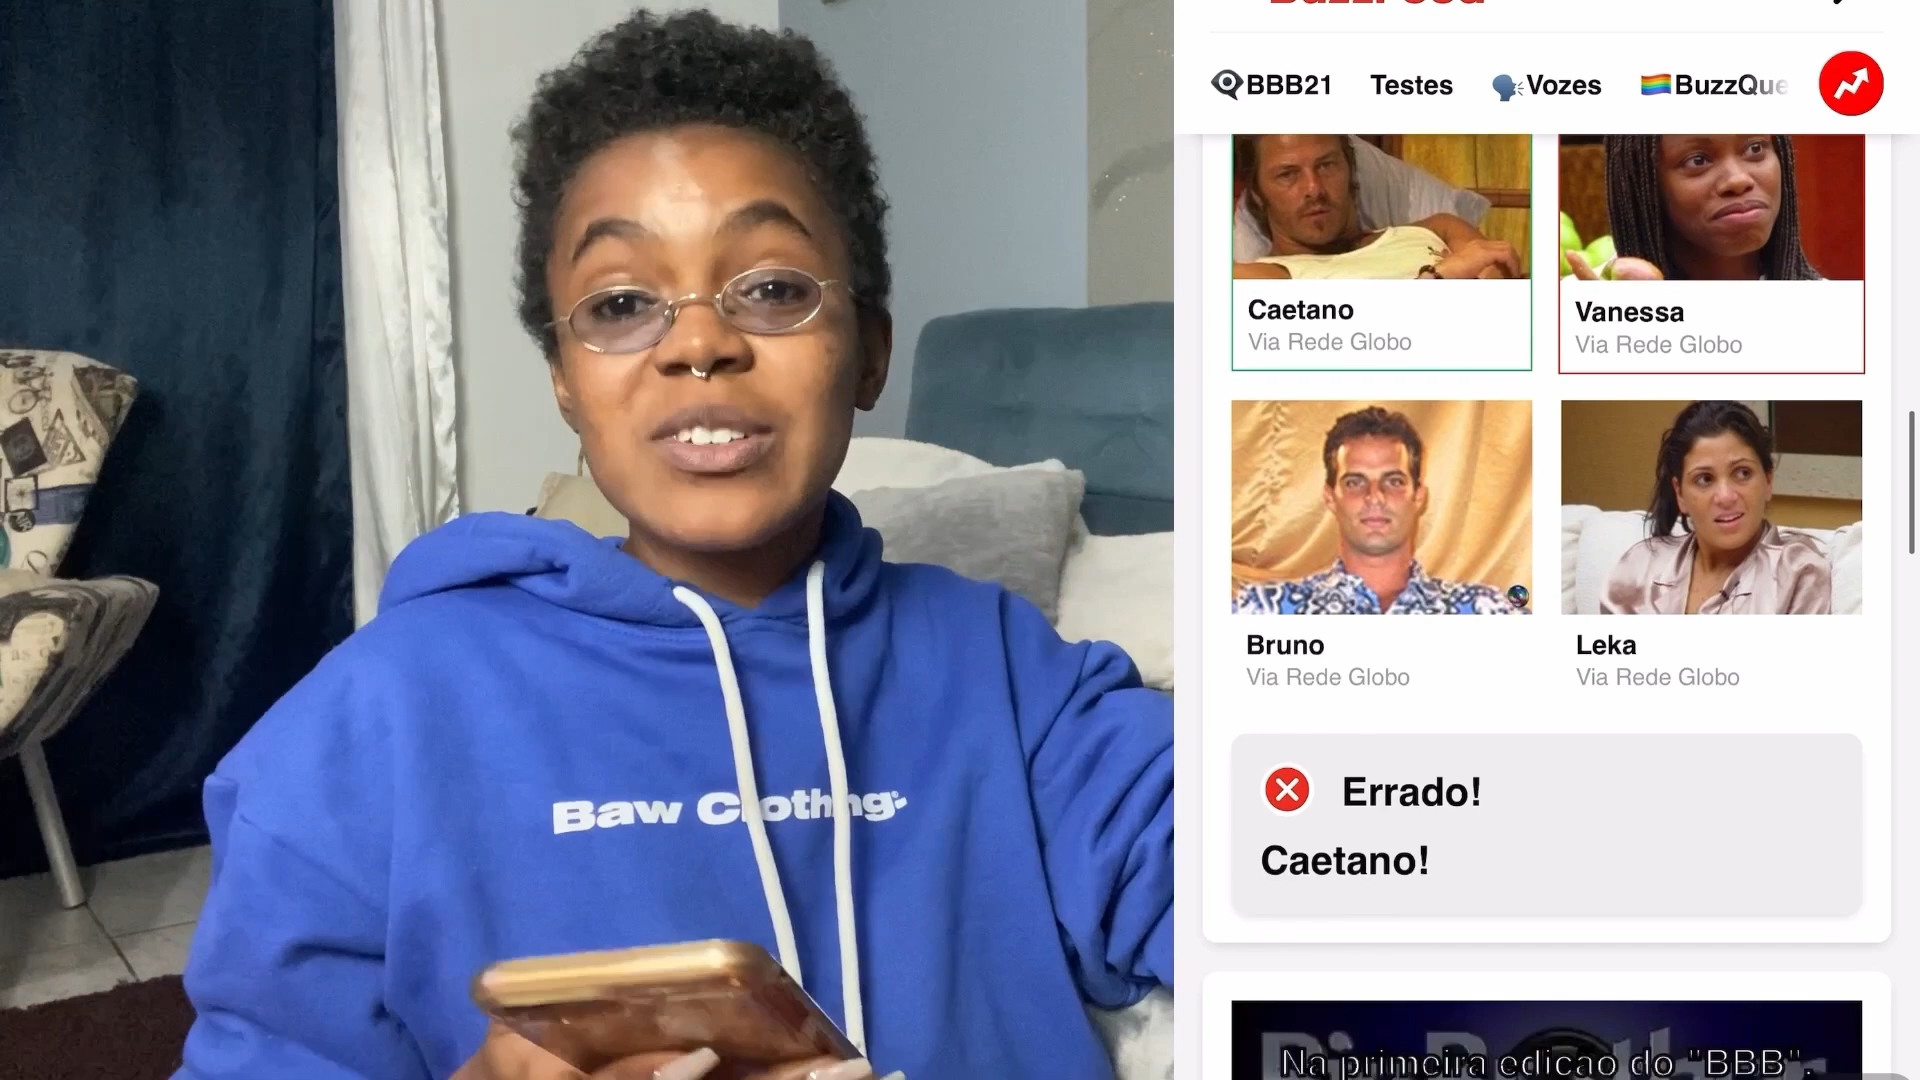 Baw Clothing
BBB21
Testes
Vozes
BuzzQue
Caetano
Via Rede Globo
Vanessa
Via Rede Globo
Bruno
Via Rede Globo
Leka
Via Rede Globo
Errado!
Caetano!
Na primeira edicao do "BBB",